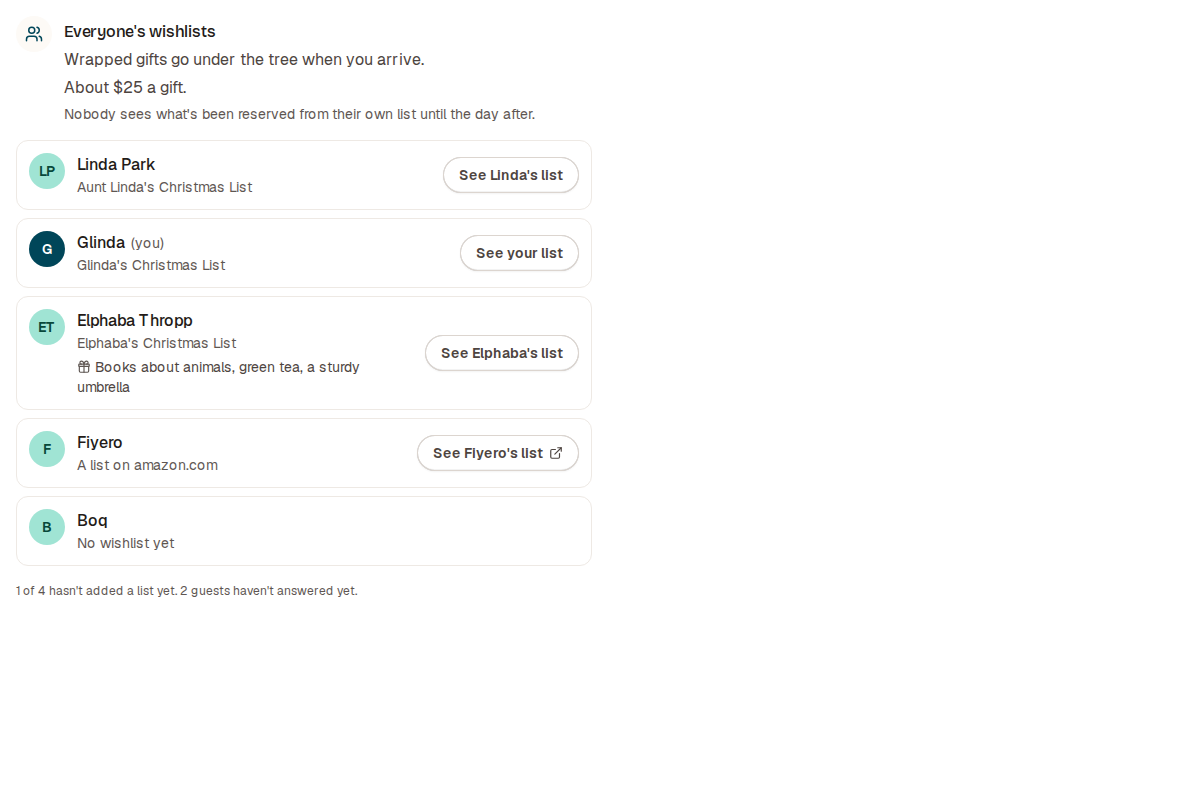 Everyone's wishlists
Wrapped gifts go under the tree when you arrive.
About $25 a gift.
Nobody sees what's been reserved from their own list until the day after.
LP
Linda Park
Aunt Linda's Christmas List
See Linda's list
G
Glinda (you)
Glinda's Christmas List
See your list
ET
Elphaba Thropp
Elphaba's Christmas List
Books about animals, green tea, a sturdy
umbrella
See Elphaba's list
F
Fiyero
A list on amazon.com
See Fiyero's list
B
Boq
No wishlist yet
1 of 4 hasn't added a list yet. 2 guests haven't answered yet.